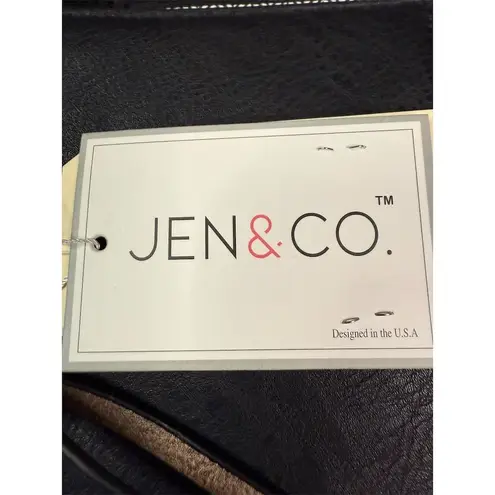 JEN&CO.™
Designed in the U.S.A